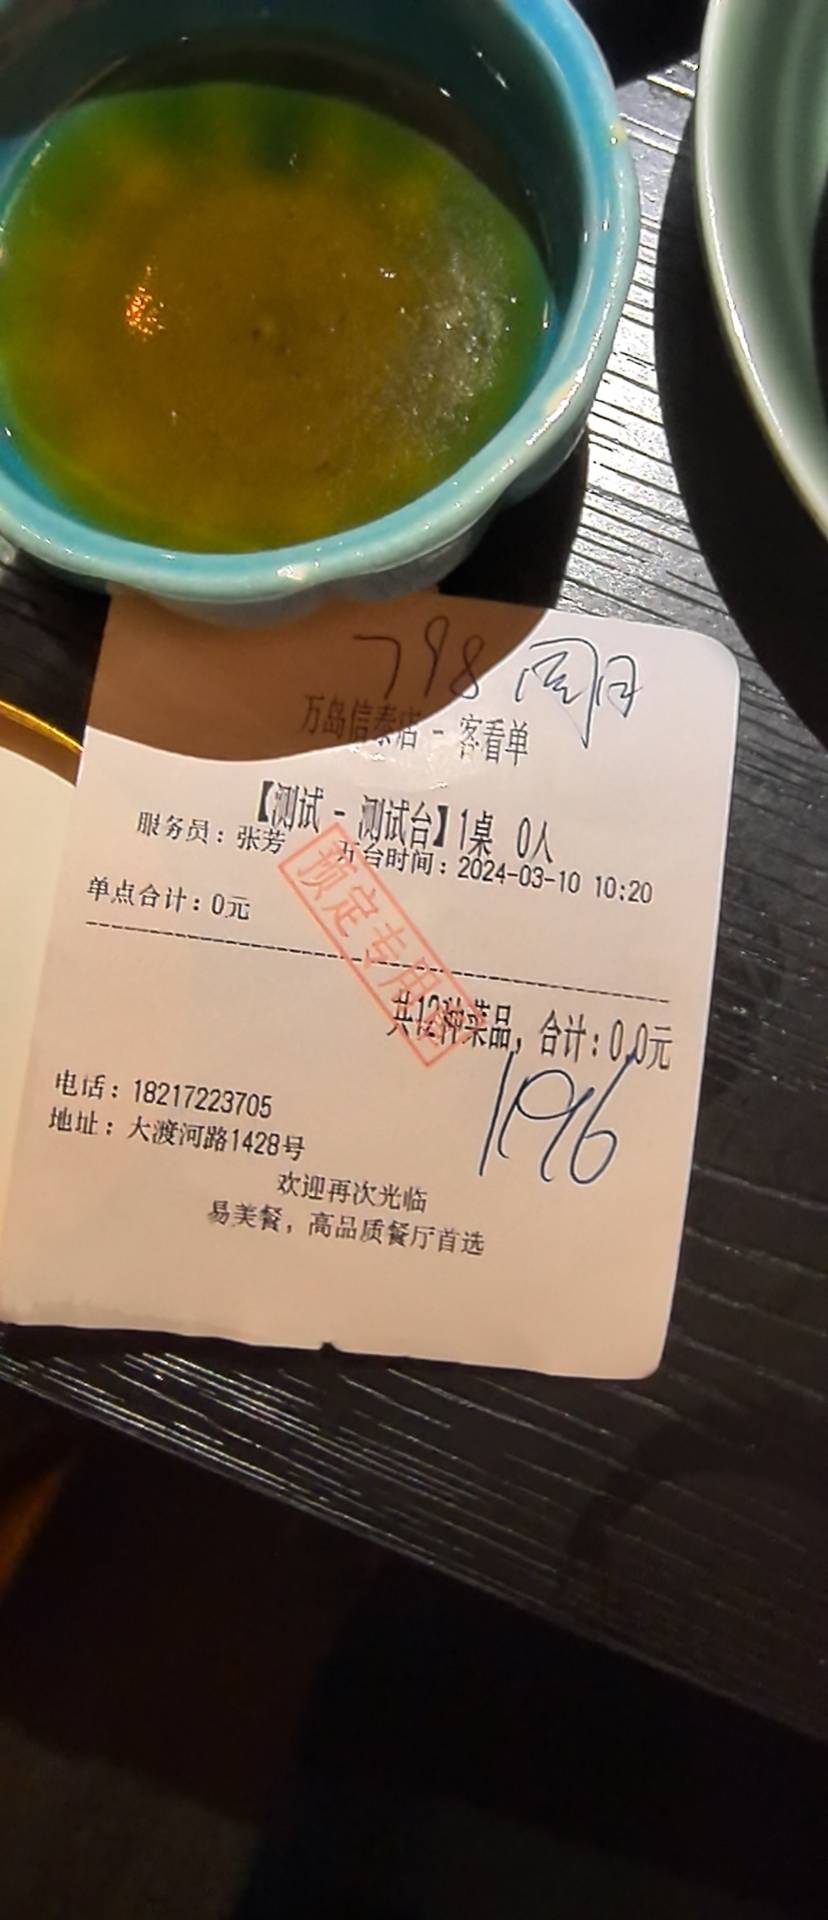 798
万岛信泰店 - 客看单
【测试 - 测试台】1桌 0人
服务员：张芳 开台时间：2024-03-10 10:20
单点合计：0元
预定专用
共12种菜品，合计：0.0元
1196
电话：18217223705
地址：大渡河路1428号
欢迎再次光临
易美餐，高品质餐厅首选